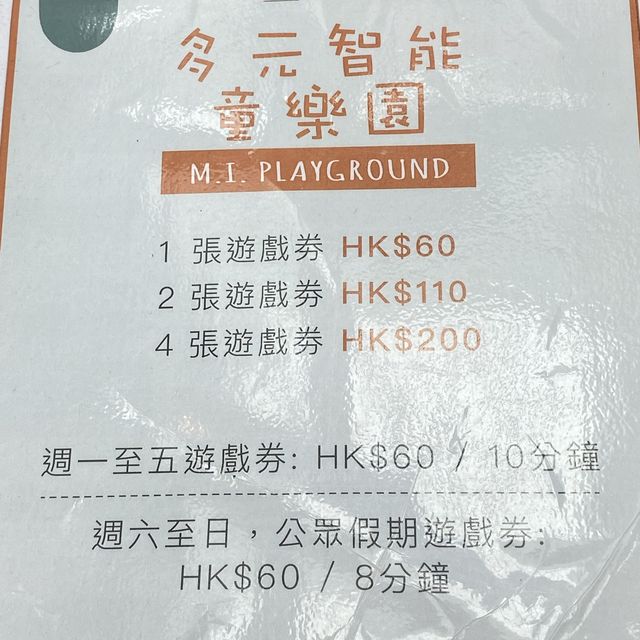 多元智能
童樂園
M.I. PLAYGROUND
1 張遊戲券 HK$60
2 張遊戲券 HK$110
4 張遊戲券 HK$200
週一至五遊戲券: HK$60 / 10分鐘
週六至日，公眾假期遊戲券:
HK$60 / 8分鐘